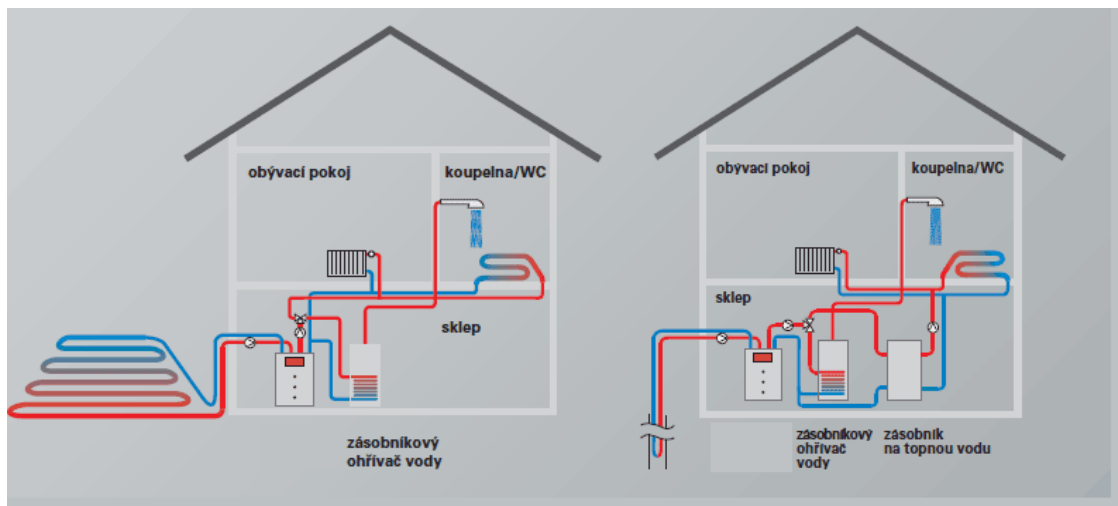 obývací pokoj
koupelna/WC
sklep
zásobníkový
ohřívač vody
obývací pokoj
koupelna/WC
sklep
zásobníkový
ohřívač
vody
zásobník
na topnou vodu